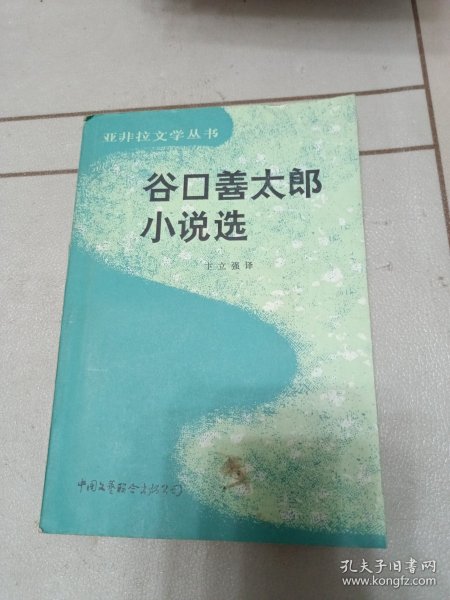 亚非拉文学丛书
谷口善太郎
小说选
卞立强译
中国文艺联合出版公司
孔夫子旧书网
www.kongfz.com